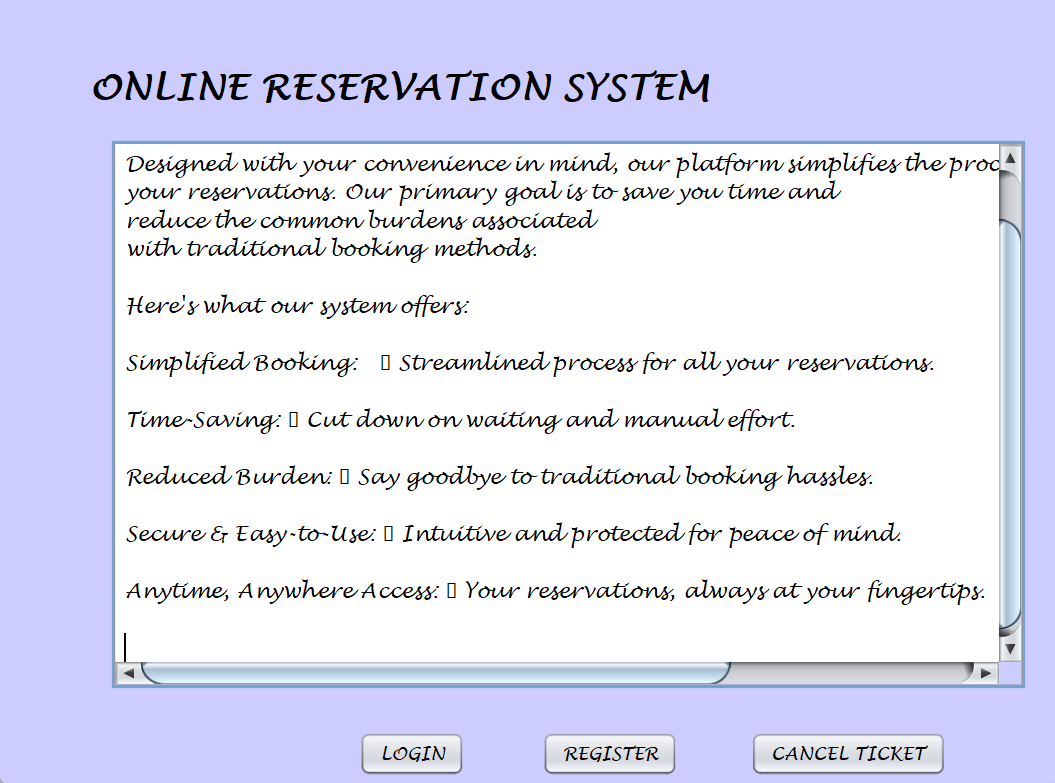 ONLINE RESERVATION SYSTEM
Designed with your convenience in mind, our platform simplifies the proc
your reservations. Our primary goal is to save you time and
reduce the common burdens associated
with traditional booking methods.
Here's what our system offers:
Simplified Booking: ▯ Streamlined process for all your reservations.
Time-Saving: ▯ Cut down on waiting and manual effort.
Reduced Burden: ▯ Say goodbye to traditional booking hassles.
Secure & Easy-to-Use: ▯ Intuitive and protected for peace of mind.
Anytime, Anywhere Access: ▯ Your reservations, always at your fingertips.
LOGIN
REGISTER
CANCEL TICKET